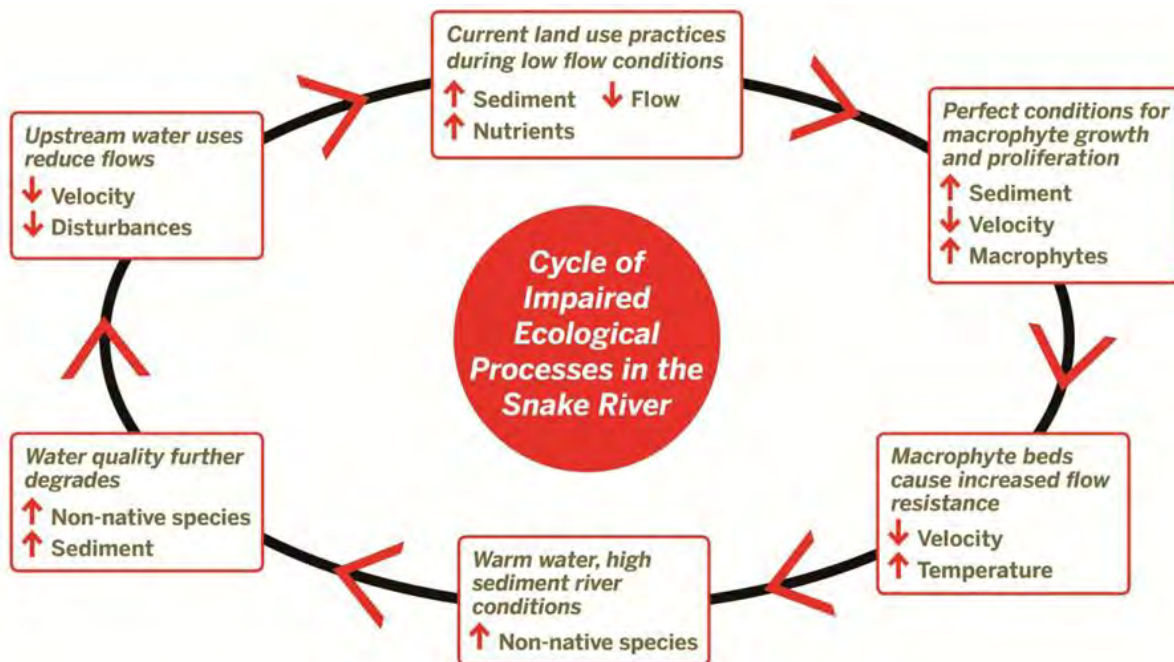 Current land use practices
during low flow conditions
↑ Sediment ↓ Flow
↑ Nutrients
Perfect conditions for
macrophyte growth
and proliferation
↑ Sediment
↓ Velocity
↑ Macrophytes
Macrophyte beds
cause increased flow
resistance
↓ Velocity
↑ Temperature
Warm water, high
sediment river
conditions
↑ Non-native species
Water quality further
degrades
↑ Non-native species
↑ Sediment
Upstream water uses
reduce flows
↓ Velocity
↓ Disturbances
Cycle of
Impaired
Ecological
Processes in the
Snake River